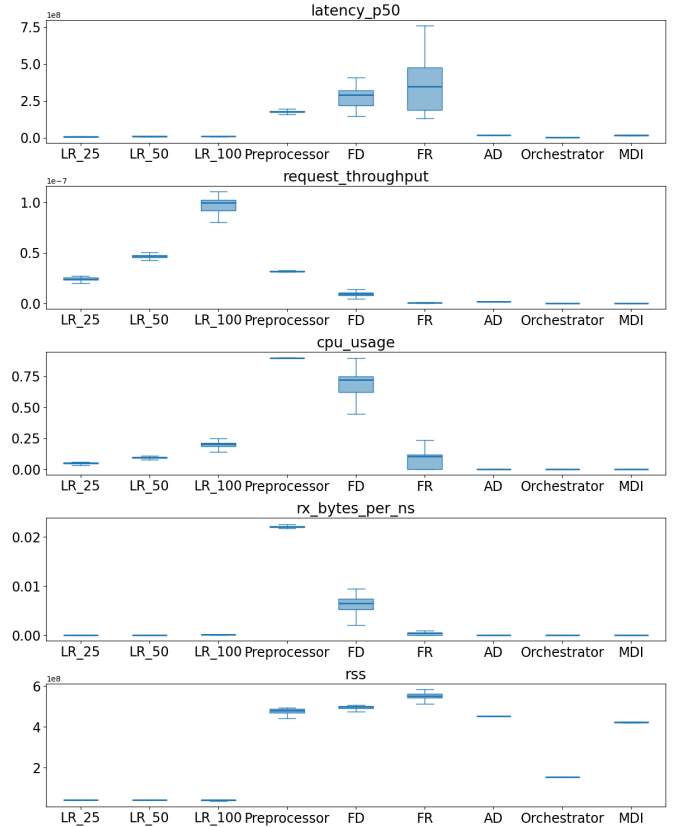 latency_p50
1e8
7.5
5.0
2.5
0.0
LR_25 LR_50 LR_100 Preprocessor FD FR AD Orchestrator MDI
request_throughput
1e−7
1.0
0.5
0.0
LR_25 LR_50 LR_100 Preprocessor FD FR AD Orchestrator MDI
cpu_usage
0.75
0.50
0.25
0.00
LR_25 LR_50 LR_100 Preprocessor FD FR AD Orchestrator MDI
rx_bytes_per_ns
0.02
0.01
0.00
LR_25 LR_50 LR_100 Preprocessor FD FR AD Orchestrator MDI
rss
1e8
6
4
2
LR_25 LR_50 LR_100 Preprocessor FD FR AD Orchestrator MDI